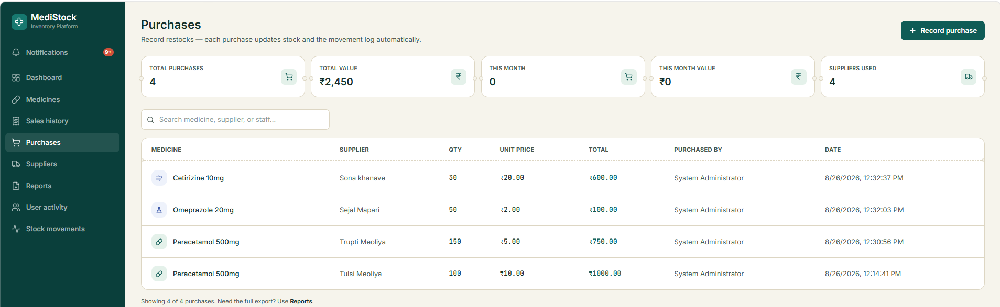 MediStock
Inventory Platform
Notifications 9+
Dashboard
Medicines
Sales history
Purchases
Suppliers
Reports
User activity
Stock movements
Purchases
Record restocks — each purchase updates stock and the movement log automatically.
+ Record purchase
TOTAL PURCHASES
4
TOTAL VALUE
₹2,450
THIS MONTH
0
THIS MONTH VALUE
₹0
SUPPLIERS USED
4
Search medicine, supplier, or staff...
MEDICINE SUPPLIER QTY UNIT PRICE TOTAL PURCHASED BY DATE
Cetirizine 10mg Sona khanave 30 ₹20.00 ₹600.00 System Administrator 8/26/2026, 12:32:37 PM
Omeprazole 20mg Sejal Mapari 50 ₹2.00 ₹100.00 System Administrator 8/26/2026, 12:32:03 PM
Paracetamol 500mg Trupti Meoliya 150 ₹5.00 ₹750.00 System Administrator 8/26/2026, 12:30:56 PM
Paracetamol 500mg Tulsi Meoliya 100 ₹10.00 ₹1000.00 System Administrator 8/26/2026, 12:14:41 PM
Showing 4 of 4 purchases. Need the full export? Use Reports.